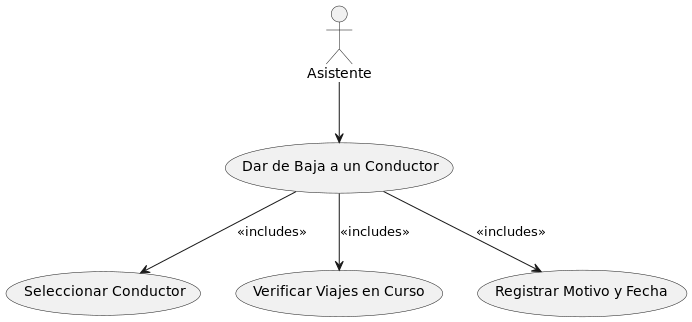 Asistente
Dar de Baja a un Conductor
«includes»
«includes»
«includes»
Seleccionar Conductor
Verificar Viajes en Curso
Registrar Motivo y Fecha